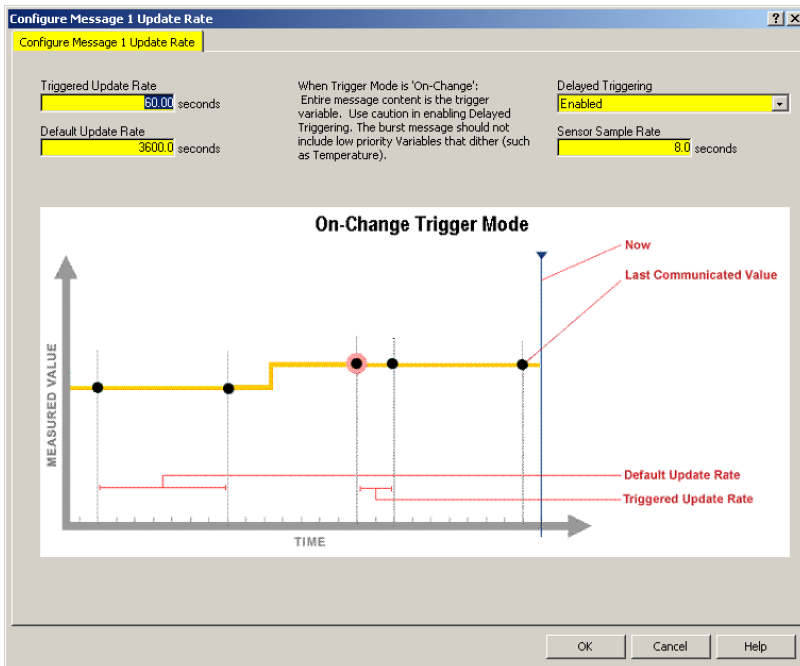 Configure Message 1 Update Rate
Configure Message 1 Update Rate
Triggered Update Rate
60.00 seconds
Default Update Rate
3600.0 seconds
When Trigger Mode is 'On-Change':
Entire message content is the trigger
variable. Use caution in enabling Delayed
Triggering. The burst message should not
include low priority Variables that dither (such
as Temperature).
Delayed Triggering
Enabled
Sensor Sample Rate
8.0 seconds
On-Change Trigger Mode
Now
Last Communicated Value
MEASURED VALUE
Default Update Rate
Triggered Update Rate
TIME
OK
Cancel
Help